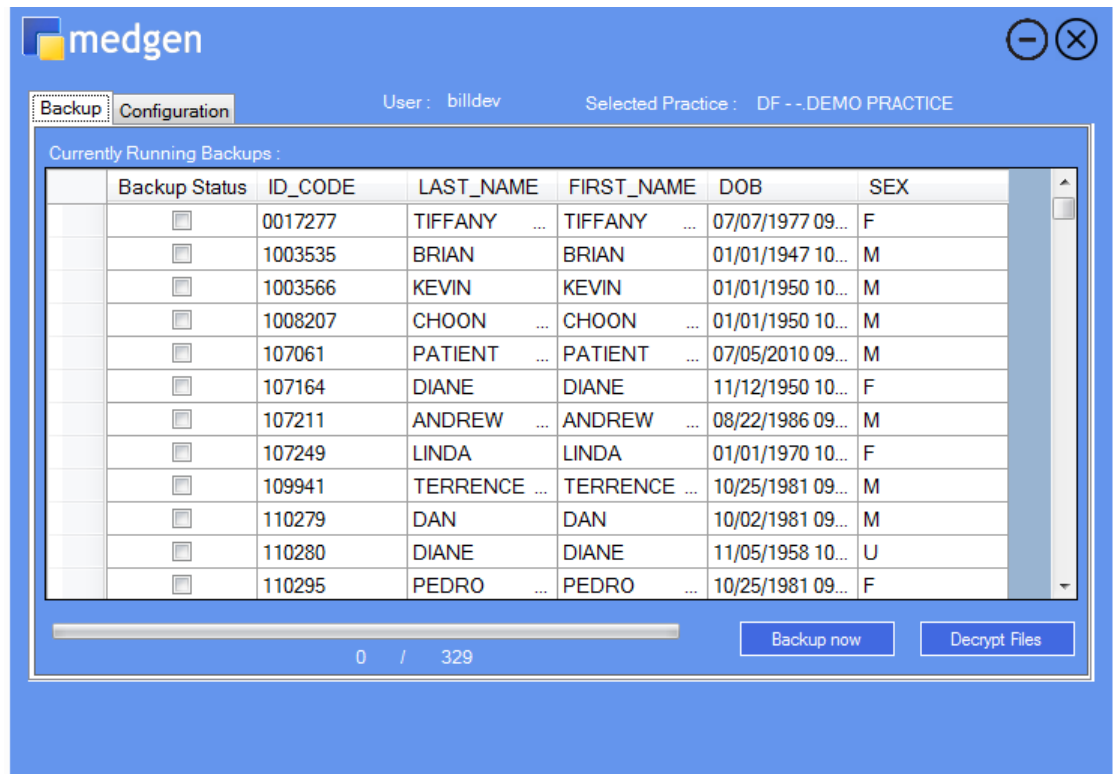 medgen
User : billdev Selected Practice : DF - -.DEMO PRACTICE
Backup Configuration
Currently Running Backups :
Backup Status ID_CODE LAST_NAME FIRST_NAME DOB SEX
0017277 TIFFANY ... TIFFANY ... 07/07/1977 09... F
1003535 BRIAN BRIAN 01/01/1947 10... M
1003566 KEVIN KEVIN 01/01/1950 10... M
1008207 CHOON ... CHOON ... 01/01/1950 10... M
107061 PATIENT ... PATIENT ... 07/05/2010 09... M
107164 DIANE DIANE 11/12/1950 10... F
107211 ANDREW ... ANDREW ... 08/22/1986 09... M
107249 LINDA LINDA 01/01/1970 10... F
109941 TERRENCE ... TERRENCE ... 10/25/1981 09... M
110279 DAN DAN 10/02/1981 09... M
110280 DIANE DIANE 11/05/1958 10... U
110295 PEDRO ... PEDRO ... 10/25/1981 09... F
Backup now Decrypt Files
0 / 329